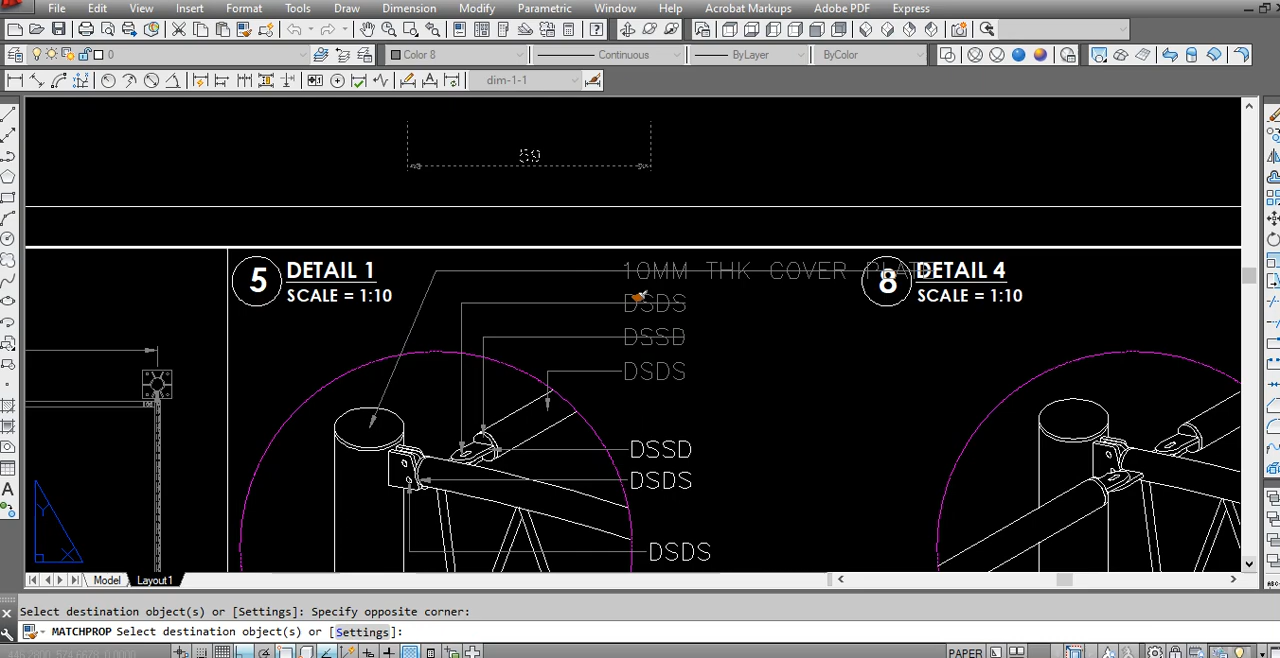 File Edit View Insert Format Tools Draw Dimension Modify Parametric Window Help Acrobat Markups Adobe PDF Express
0 Color 8 Continuous ByLayer ByColor
dim-1-1
59
5 DETAIL 1
SCALE = 1:10
10MM THK COVER PLATE
8 DETAIL 4
SCALE = 1:10
DSDS
DSSD
DSDS
DSSD
DSDS
DSDS
Y
X
Model Layout1
Select destination object(s) or [Settings]: Specify opposite corner:
MATCHPROP Select destination object(s) or [Settings]:
PAPER